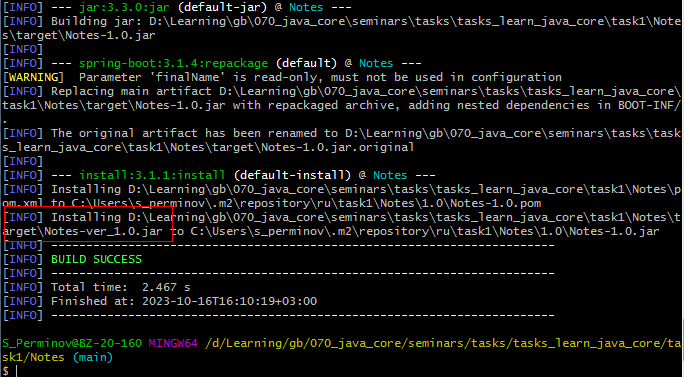 [INFO] --- jar:3.3.0:jar (default-jar) @ Notes ---
[INFO] Building jar: D:\Learning\gb\070_java_core\seminars\tasks\tasks_learn_java_core\task1\Note
s\target\Notes-1.0.jar
[INFO]
[INFO] --- spring-boot:3.1.4:repackage (default) @ Notes ---
[WARNING]  Parameter 'finalName' is read-only, must not be used in configuration
[INFO] Replacing main artifact D:\Learning\gb\070_java_core\seminars\tasks\tasks_learn_java_core\
task1\Notes\target\Notes-1.0.jar with repackaged archive, adding nested dependencies in BOOT-INF/
.
[INFO] The original artifact has been renamed to D:\Learning\gb\070_java_core\seminars\tasks\task
s_learn_java_core\task1\Notes\target\Notes-1.0.jar.original
[INFO]
[INFO] --- install:3.1.1:install (default-install) @ Notes ---
[INFO] Installing D:\Learning\gb\070_java_core\seminars\tasks\tasks_learn_java_core\task1\Notes\p
om.xml to C:\Users\s_perminov\.m2\repository\ru\task1\Notes\1.0\Notes-1.0.pom
[INFO] Installing D:\Learning\gb\070_java_core\seminars\tasks\tasks_learn_java_core\task1\Notes\t
arget\Notes-ver_1.0.jar to C:\Users\s_perminov\.m2\repository\ru\task1\Notes\1.0\Notes-1.0.jar
[INFO] ------------------------------------------------------------------------
[INFO] BUILD SUCCESS
[INFO] ------------------------------------------------------------------------
[INFO] Total time:  2.467 s
[INFO] Finished at: 2023-10-16T16:10:19+03:00
[INFO] ------------------------------------------------------------------------
S_Perminov@BZ-20-160 MINGW64 /d/Learning/gb/070_java_core/seminars/tasks/tasks_learn_java_core/ta
sk1/Notes (main)
$